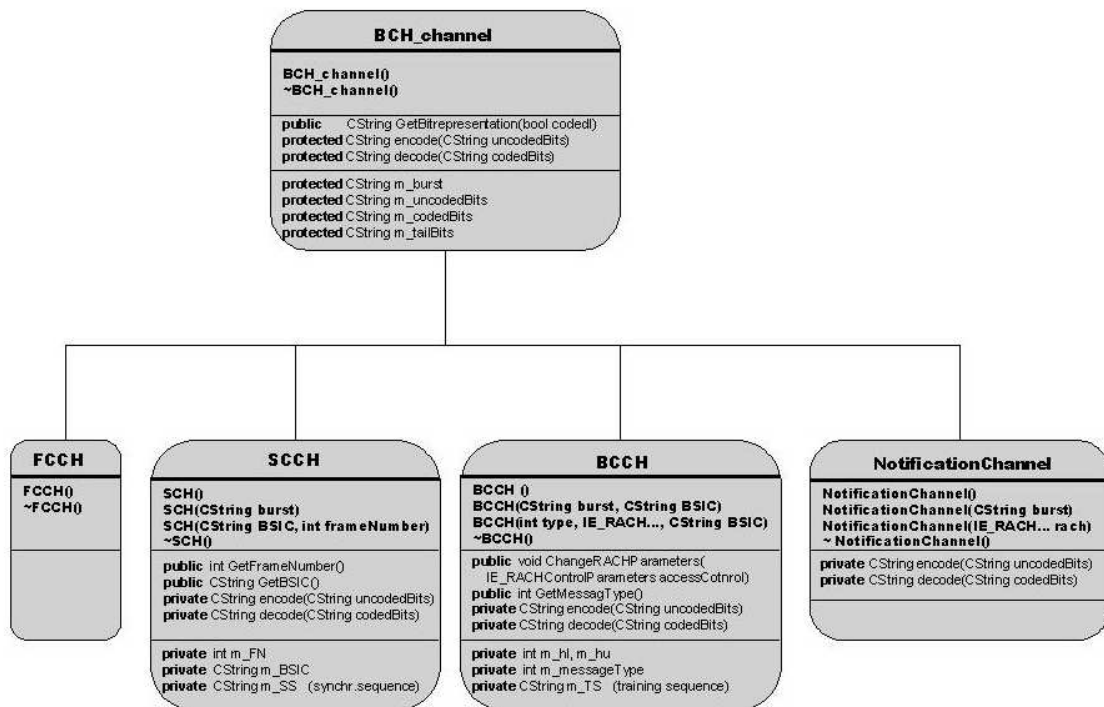 BCH_channel
BCH_channel()
~BCH_channel()
public CString GetBitrepresentation(bool codedI)
protected CString encode(CString uncodedBits)
protected CString decode(CString codedBits)
protected CString m_burst
protected CString m_uncodedBits
protected CString m_codedBits
protected CString m_tailBits
FCCH
FCCH()
~FCCH()
SCCH
SCH()
SCH(CString burst)
SCH(CString BSIC, int frameNumber)
~SCH()
public int GetFrameNumber()
public CString GetBSIC()
private CString encode(CString uncodedBits)
private CString decode(CString codedBits)
private int m_FN
private CString m_BSIC
private CString m_SS (synchr.sequence)
BCCH
BCCH ()
BCCH(CString burst, CString BSIC)
BCCH(int type, IE_RACH..., CString BSIC)
~BCCH()
public void ChangeRACHParameters(
IE_RACHControlParameters accessCotnrol)
public int GetMessagType()
private CString encode(CString uncodedBits)
private CString decode(CString codedBits)
private int m_hl, m_hu
private int m_messageType
private CString m_TS (training sequence)
NotificationChannel
NotificationChannel()
NotificationChannel(CString burst)
NotificationChannel(IE_RACH... rach)
~ NotificationChannel()
private CString encode(CString uncodedBits)
private CString decode(CString codedBits)